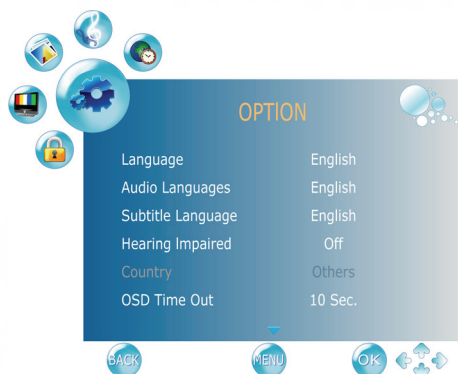 OPTION
Language English
Audio Languages English
Subtitle Language English
Hearing Impaired Off
Country Others
OSD Time Out 10 Sec.
BACK MENU OK